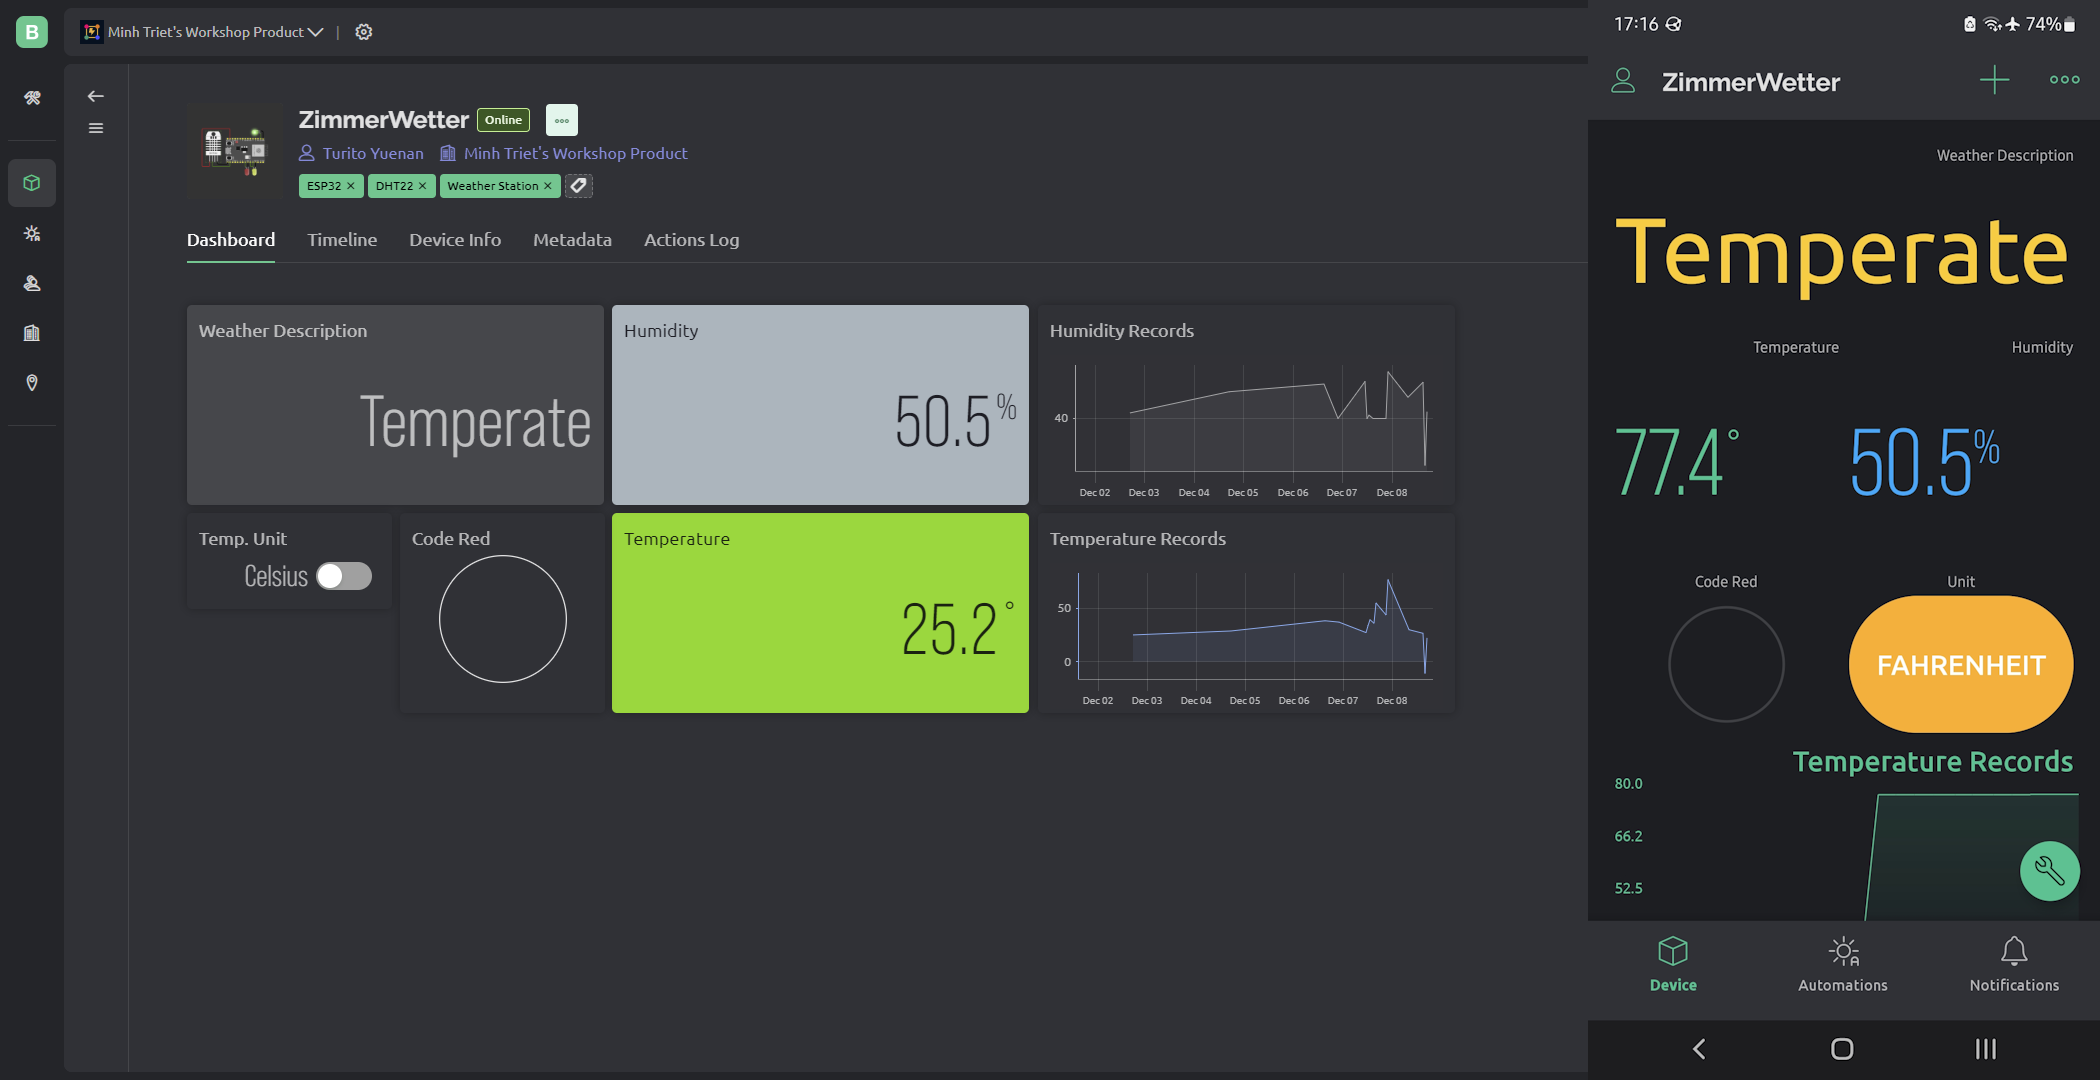 B
Minh Triet's Workshop Product
|
ZimmerWetter
Online
Turito Yuenan
Minh Triet's Workshop Product
ESP32 ×
DHT22 ×
Weather Station ×
Dashboard
Timeline
Device Info
Metadata
Actions Log
Weather Description
Temperate
Humidity
50.5%
Humidity Records
40
Dec 02
Dec 03
Dec 04
Dec 05
Dec 06
Dec 07
Dec 08
Temp. Unit
Celsius
Code Red
Temperature
25.2°
Temperature Records
50
0
Dec 02
Dec 03
Dec 04
Dec 05
Dec 06
Dec 07
Dec 08
17:16
74%
ZimmerWetter
Weather Description
Temperate
Temperature
Humidity
77.4°
50.5%
Code Red
Unit
FAHRENHEIT
Temperature Records
80.0
66.2
52.5
Device
Automations
Notifications